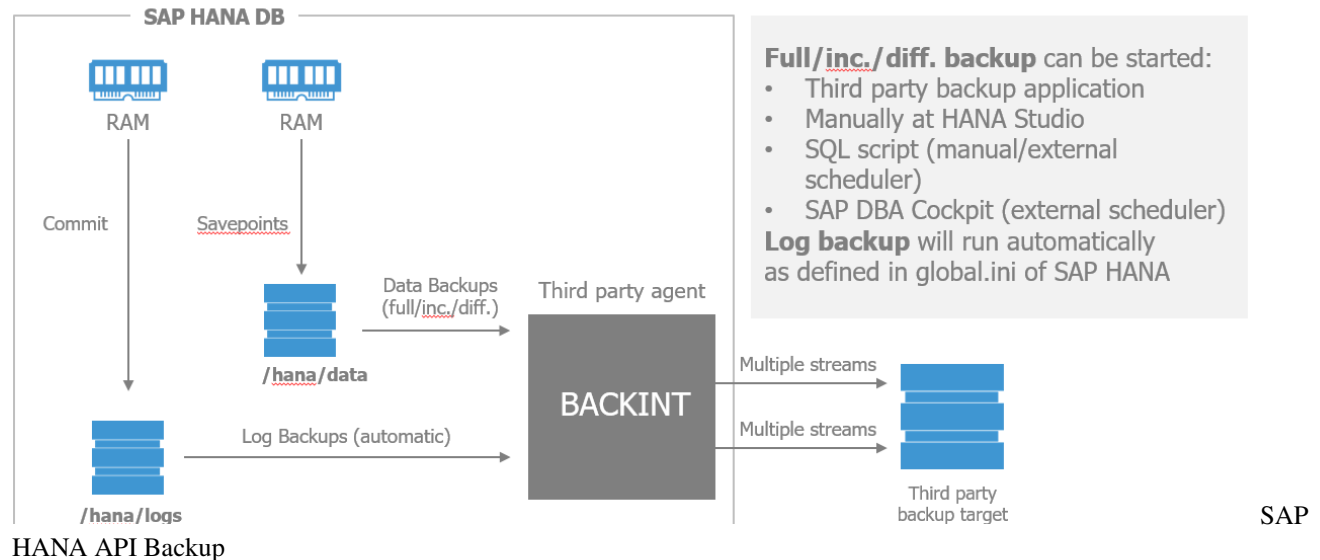 SAP HANA DB
RAM
RAM
Commit
Savepoints
Data Backups
(full/inc./diff.)
/hana/data
Third party agent
BACKINT
Log Backups (automatic)
/hana/logs
Multiple streams
Multiple streams
Third party
backup target
Full/inc./diff. backup can be started:
• Third party backup application
• Manually at HANA Studio
• SQL script (manual/external
scheduler)
• SAP DBA Cockpit (external scheduler)
Log backup will run automatically
as defined in global.ini of SAP HANA
SAP
HANA API Backup